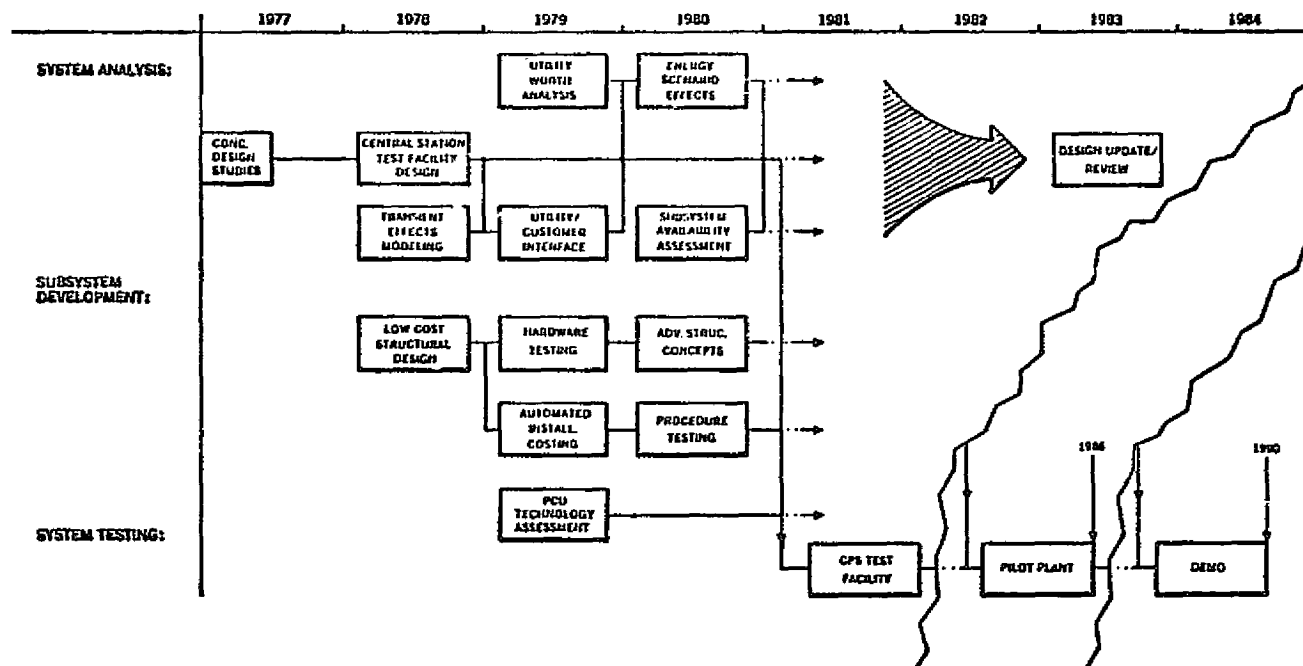 1977 1978 1979 1980 1981 1982 1983 1984
SYSTEM ANALYSIS:
UTILITY
WORTH
ANALYSIS
ENERGY
SCENARIO
EFFECTS
CONC.
DESIGN
STUDIES
CENTRAL STATION
TEST FACILITY
DESIGN
DESIGN UPDATE/
REVIEW
TRANSIENT
EFFECTS
MODELING
UTILITY/
CUSTOMER
INTERFACE
SUBSYSTEM
AVAILABILITY
ASSESSMENT
SUBSYSTEM
DEVELOPMENT:
LOW COST
STRUCTURAL
DESIGN
HARDWARE
TESTING
ADV. STRUC.
CONCEPTS
AUTOMATED
INSTALL.
COSTING
PROCEDURE
TESTING
1986
1990
PCU
TECHNOLOGY
ASSESSMENT
SYSTEM TESTING:
CPS TEST
FACILITY
PILOT PLANT
DEMO